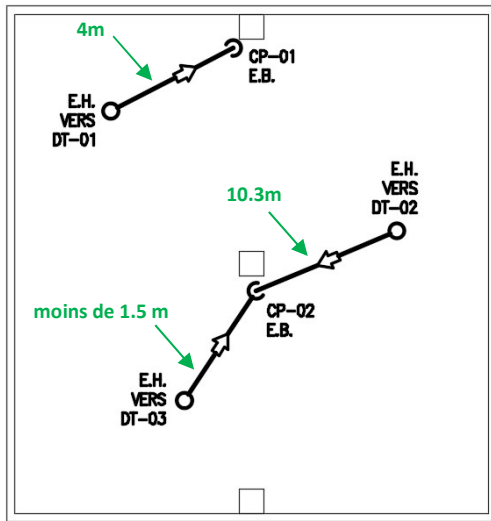 4m
CP-01
E.B.
E.H.
VERS
DT-01
E.H.
VERS
DT-02
10.3m
moins de 1.5 m
CP-02
E.B.
E.H.
VERS
DT-03